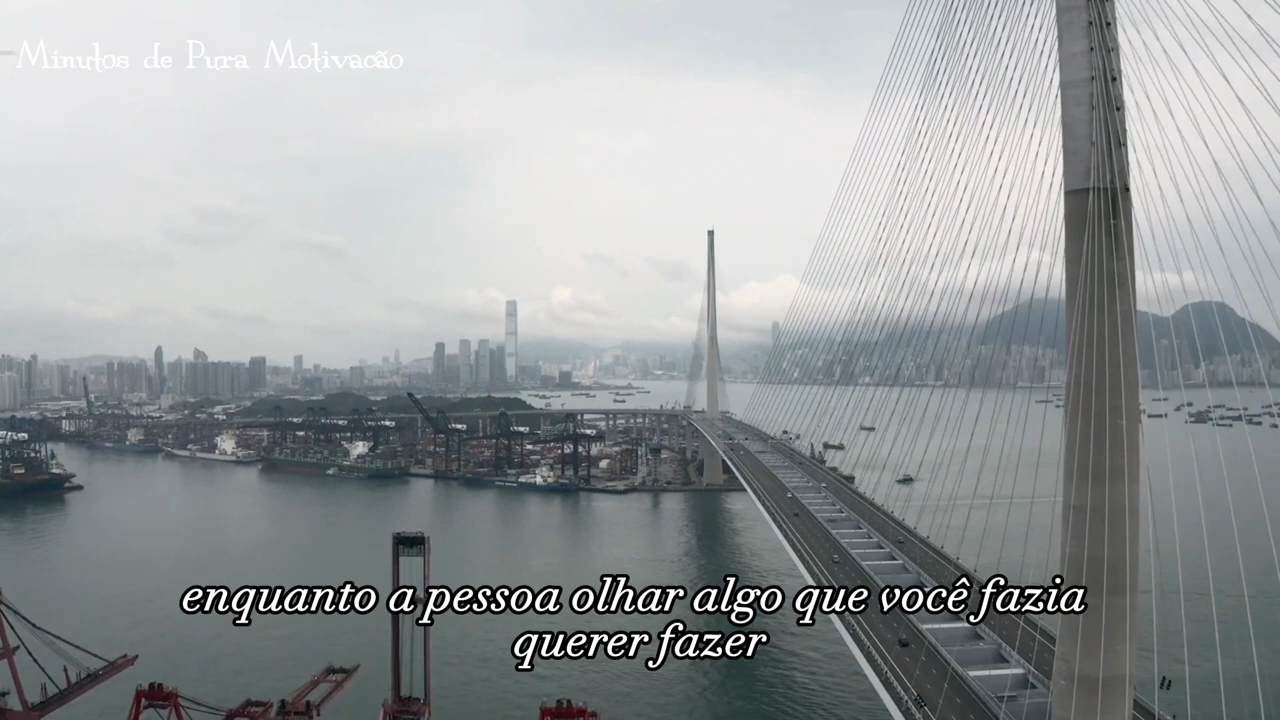 Minutos de Pura Motivacão
enquanto a pessoa olhar algo que você fazia
querer fazer